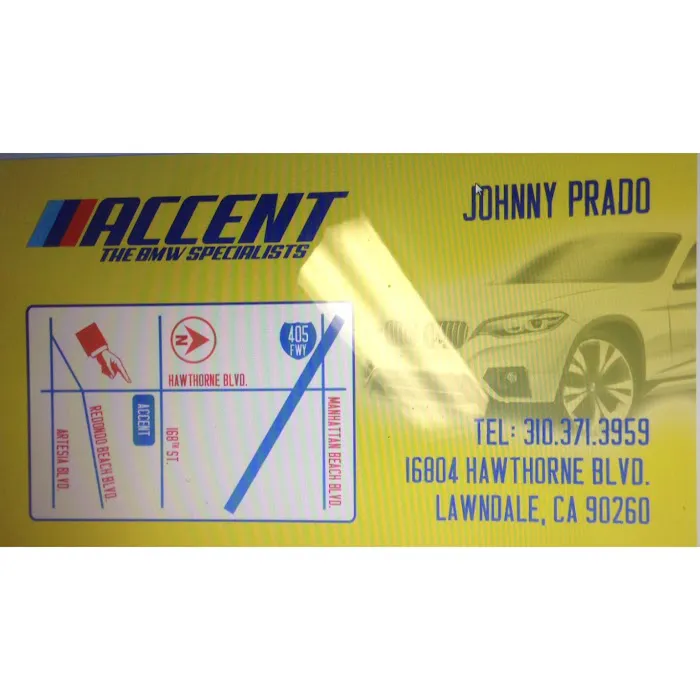 ACCENT
THE BMW SPECIALISTS
JOHNNY PRADO
N
HAWTHORNE BLVD.
405
FWY
ACCENT
168TH ST.
REDONDO BEACH BLVD.
ARTESIA BLVD.
MANHATTAN BEACH BLVD.
TEL: 310.371.3959
16804 HAWTHORNE BLVD.
LAWNDALE, CA 90260